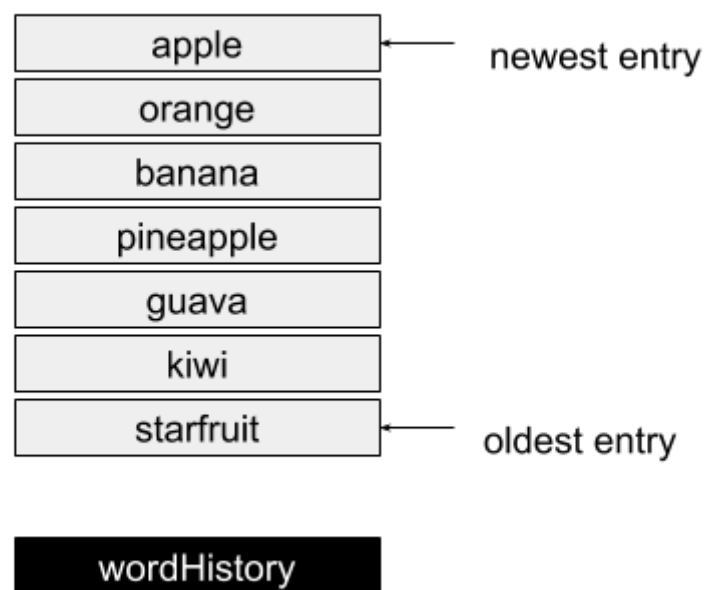 apple
newest entry
orange
banana
pineapple
guava
kiwi
starfruit
oldest entry
wordHistory